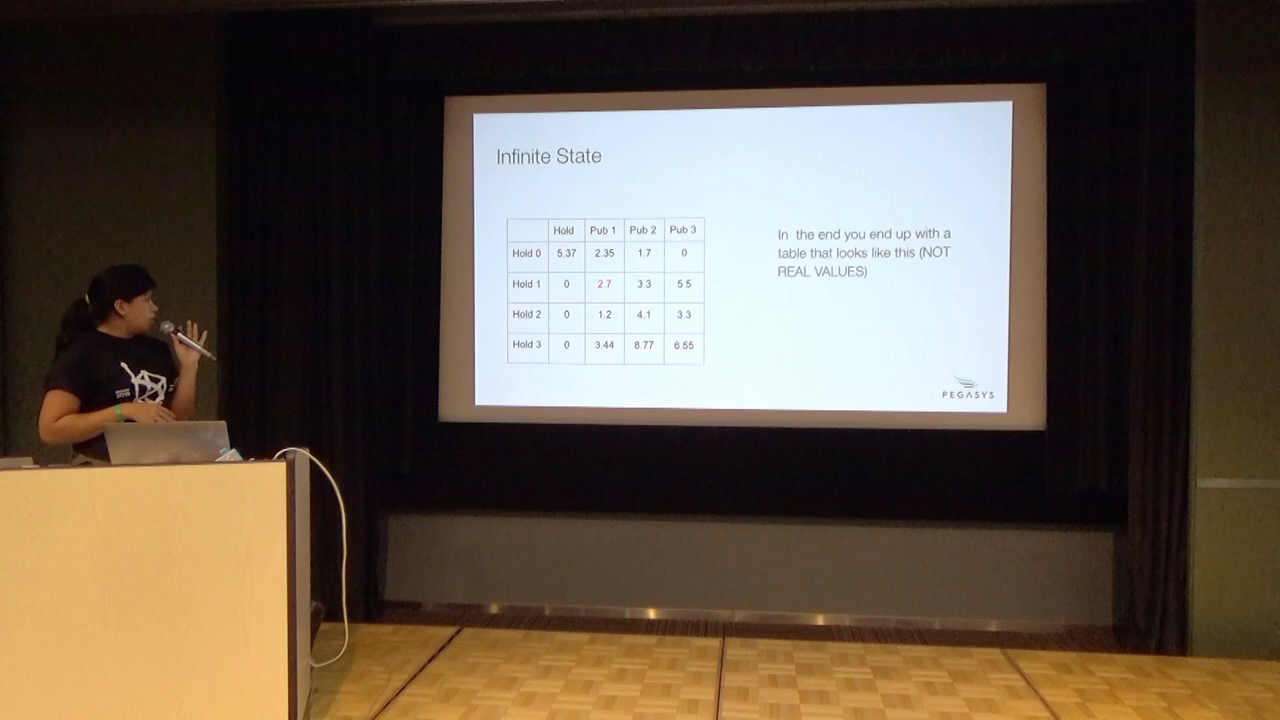 Infinite State
Hold Pub 1 Pub 2 Pub 3
Hold 0 5.37 2.35 1.7 0
Hold 1 0 2.7 3.3 5.5
Hold 2 0 1.2 4.1 3.3
Hold 3 0 3.44 8.77 6.55
In the end you end up with a
table that looks like this (NOT
REAL VALUES)
PEGASYS